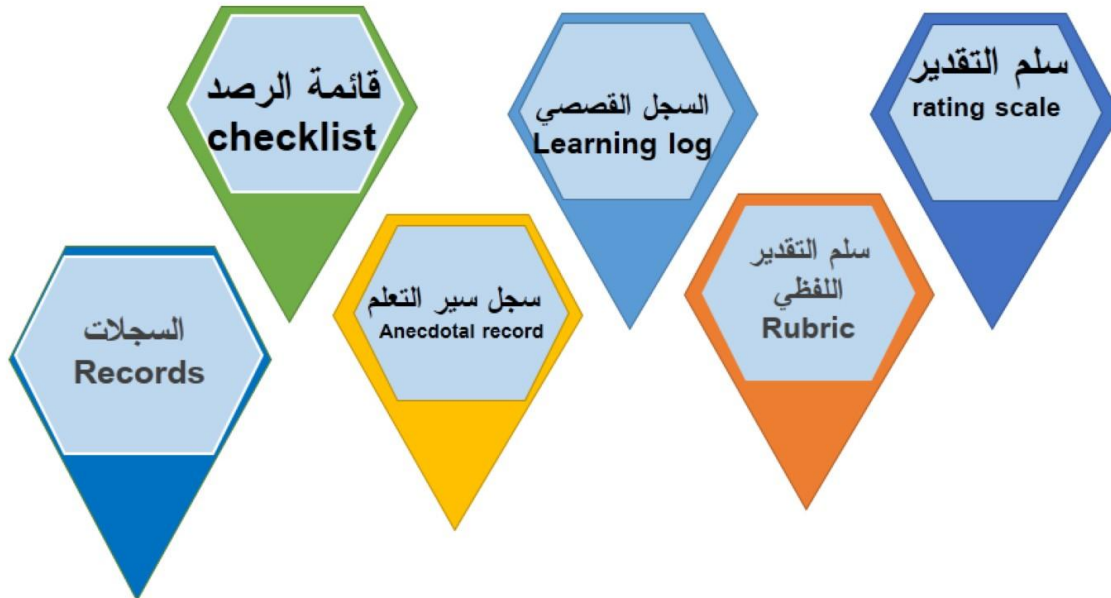 قائمة الرصد
checklist
السجل القصصي
Learning log
سلم التقدير
rating scale
السجلات
Records
سجل سير التعلم
Anecdotal record
سلم التقدير
اللفظي
Rubric